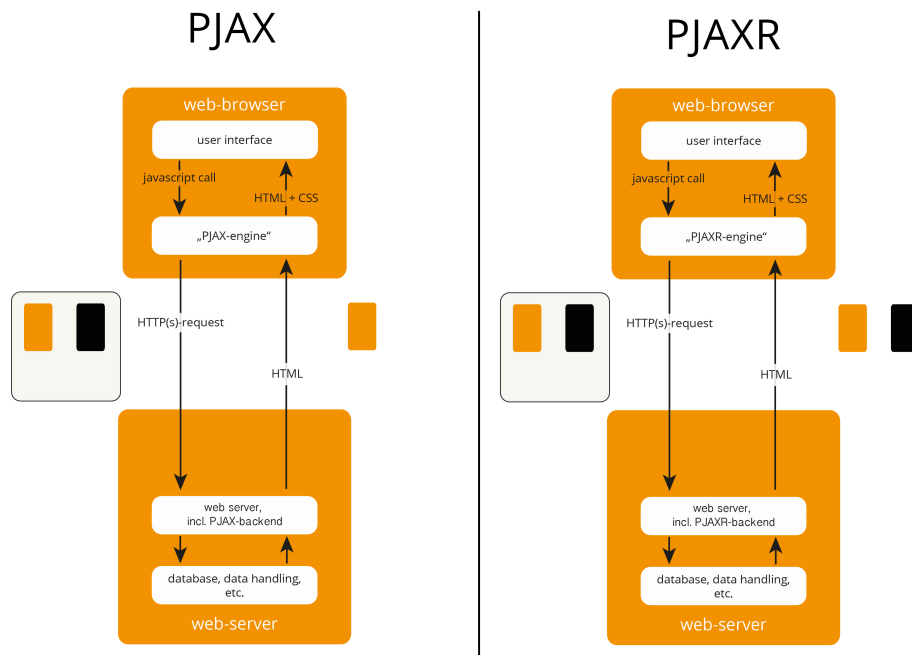 PJAX
web-browser
user interface
javascript call
HTML + CSS
„PJAX-engine“
HTTP(s)-request
HTML
web server,
incl. PJAX-backend
database, data handling,
etc.
web-server
PJAXR
web-browser
user interface
javascript call
HTML + CSS
„PJAXR-engine“
HTTP(s)-request
HTML
web server,
incl. PJAXR-backend
database, data handling,
etc.
web-server